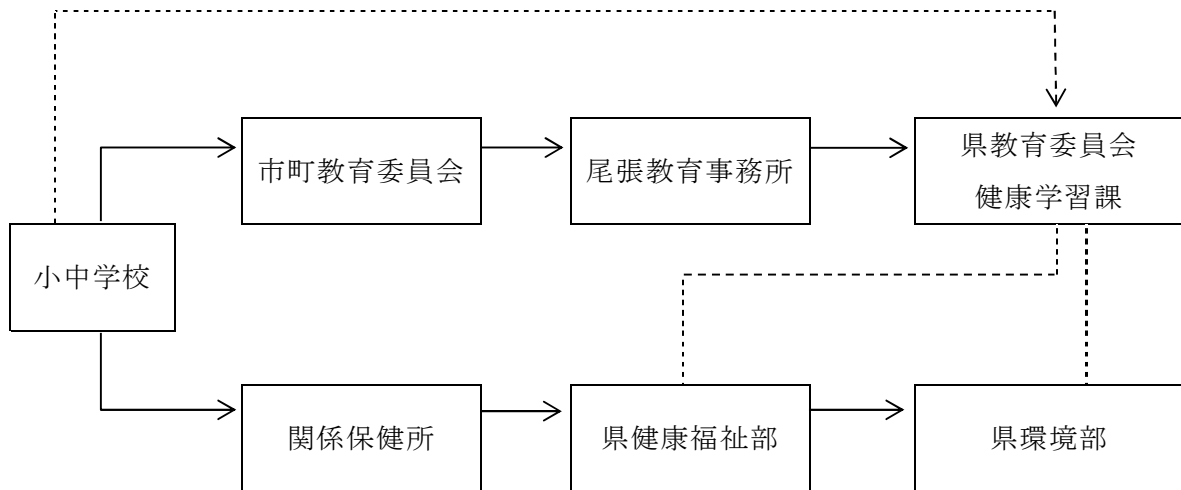 市町教育委員会
尾張教育事務所
県教育委員会
健康学習課
小中学校
関係保健所
県健康福祉部
県環境部